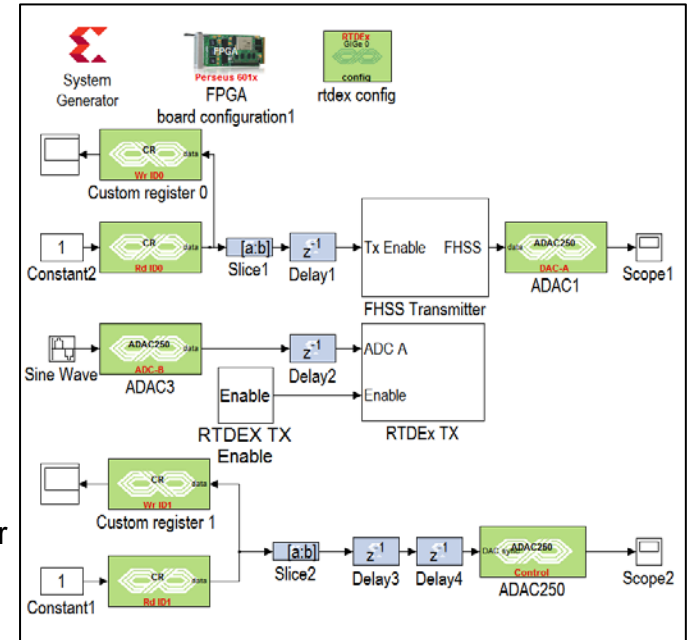 RTDEx
GIGe 0
FPGA
Perseus 601x
config
System
Generator
FPGA
board configuration1
rtdex config
CR
data
Wr ID0
Custom register 0
1
Constant2
CR
data
Rd ID0
[a:b]
Slice1
z-1
Delay1
Tx Enable
FHSS
FHSS Transmitter
data
ADAC250
DAC-A
ADAC1
Scope1
Sine Wave
ADAC250
data
ADC-B
ADAC3
z-1
Delay2
ADC A
Enable
RTDEx TX
Enable
RTDEX TX
Enable
CR
data
Wr ID1
Custom register 1
r
1
Constant1
CR
data
Rd ID1
[a:b]
Slice2
z-1
Delay3
z-1
Delay4
DAC sync
ADAC250
Control
ADAC250
Scope2